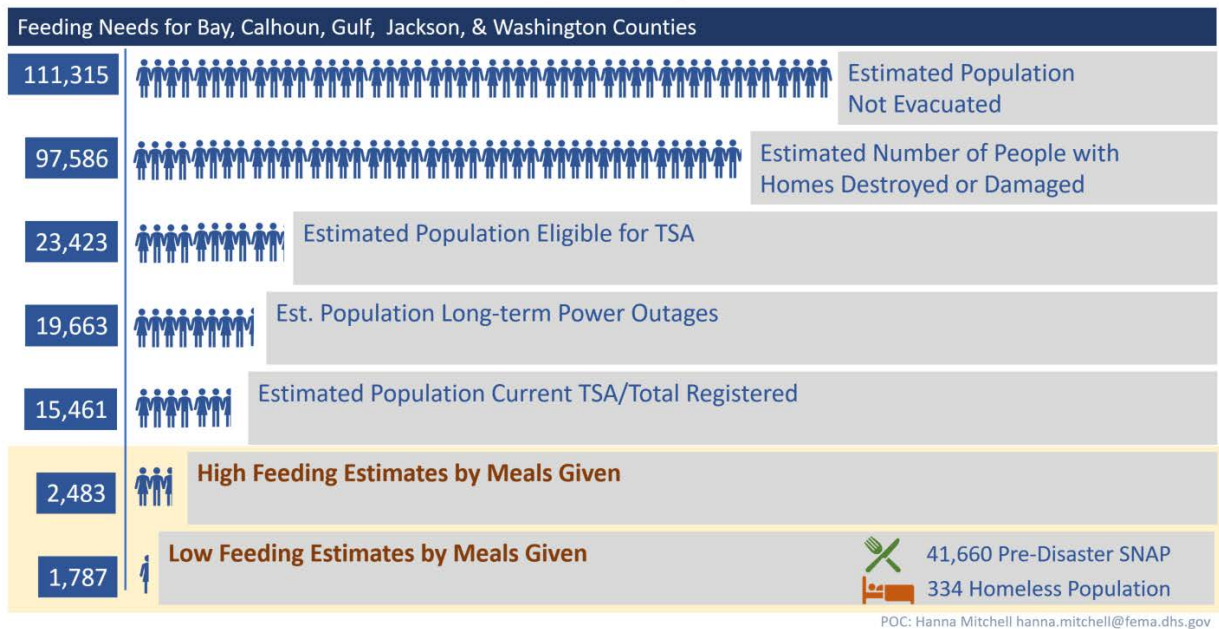 Feeding Needs for Bay, Calhoun, Gulf, Jackson, & Washington Counties
111,315
Estimated Population
Not Evacuated
97,586
Estimated Number of People with
Homes Destroyed or Damaged
23,423
Estimated Population Eligible for TSA
19,663
Est. Population Long-term Power Outages
15,461
Estimated Population Current TSA/Total Registered
2,483
High Feeding Estimates by Meals Given
1,787
Low Feeding Estimates by Meals Given
41,660 Pre-Disaster SNAP
334 Homeless Population
POC: Hanna Mitchell hanna.mitchell@fema.dhs.gov